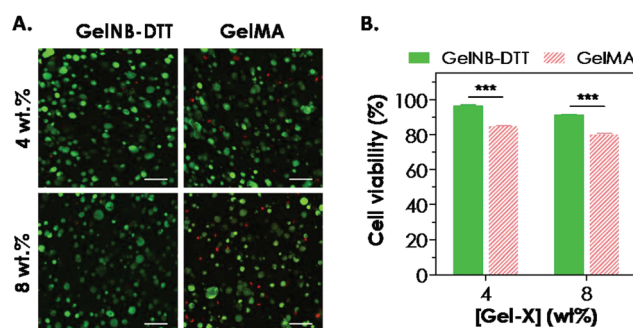 A.
GelNB-DTT GelMA
4 wt.%
8 wt.%
B.
GelNB-DTT GelMA
Cell viability (%)
100
80
60
40
20
0
***
***
4 8
[Gel-X] (wt%)